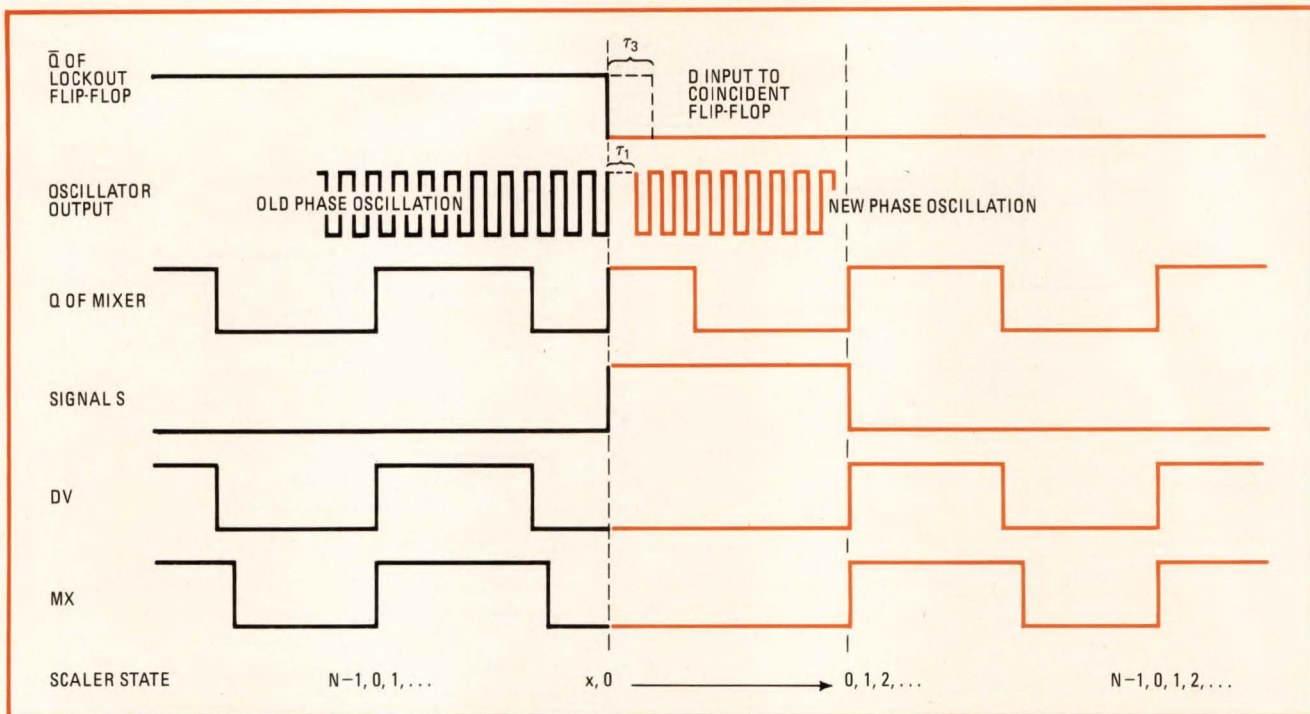 Q̅ OF
LOCKOUT
FLIP-FLOP
τ3
D INPUT TO
COINCIDENT
FLIP-FLOP
OSCILLATOR
OUTPUT
OLD PHASE OSCILLATION
τ1
NEW PHASE OSCILLATION
Q OF MIXER
SIGNAL S
DV
MX
SCALER STATE N−1, 0, 1, . . . x, 0 0, 1, 2, . . . N−1, 0, 1, 2, . . .